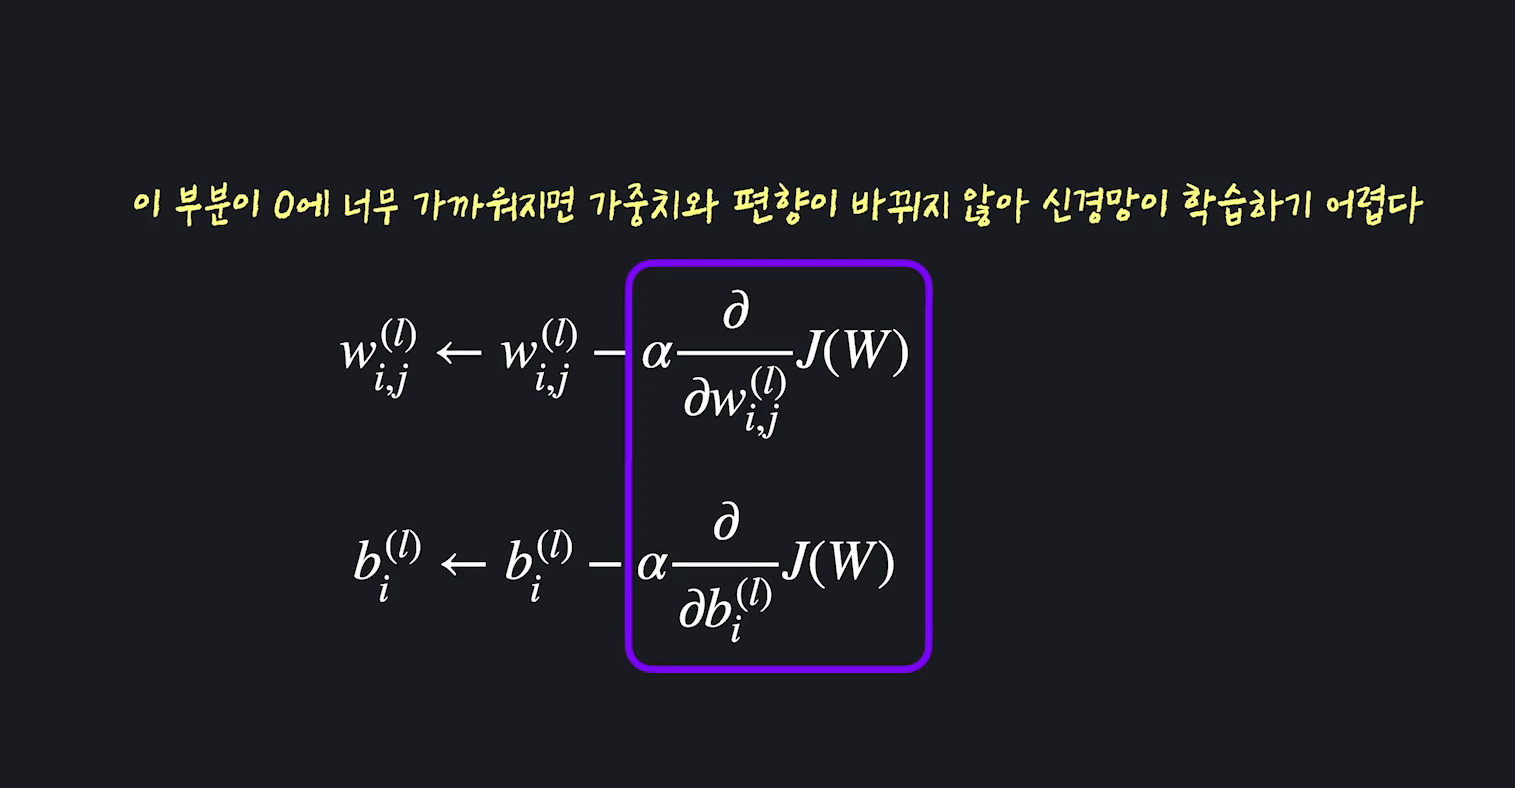 이 부분이 0에 너무 가까워지면 가중치와 편향이 바뀌지 않아 신경망이 학습하기 어렵다
$w_{i,j}^{(l)} \leftarrow w_{i,j}^{(l)} - \alpha \frac{\partial}{\partial w_{i,j}^{(l)}} J(W)$
$b_{i}^{(l)} \leftarrow b_{i}^{(l)} - \alpha \frac{\partial}{\partial b_{i}^{(l)}} J(W)$